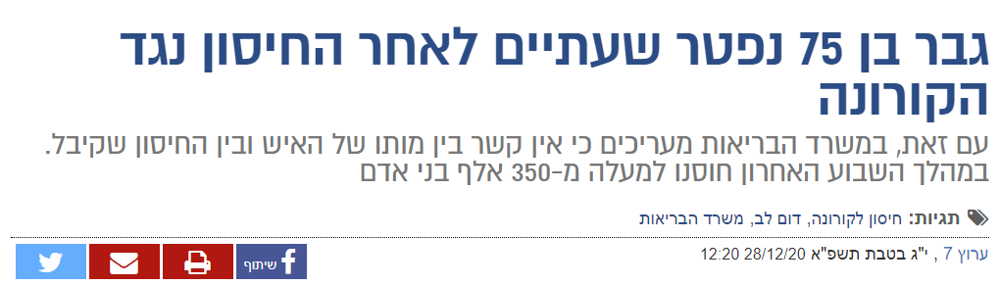 גבר בן 75 נפטר שעתיים לאחר החיסון נגד
הקורונה
עם זאת, במשרד הבריאות מעריכים כי אין קשר בין מותו של האיש ובין החיסון שקיבל.
במהלך השבוע האחרון חוסנו למעלה מ-350 אלף בני אדם
תגיות: חיסון לקורונה, דום לב, משרד הבריאות
ערוץ 7 , י"ג בטבת תשפ"א 28/12/20 12:20
שיתוף